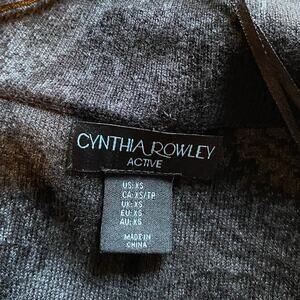 CYNTHIA ROWLEY
ACTIVE
US: XS
CA: XS/TP
UK: XS
EU: XS
AU: XS
MADE IN
CHINA